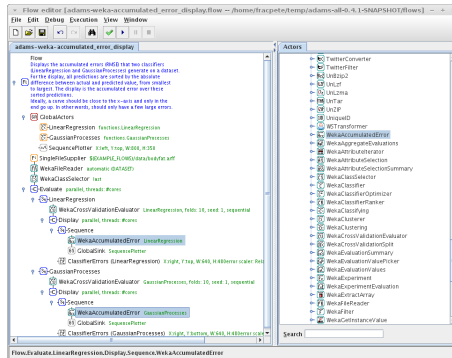 Flow editor [adams-weka-accumulated_error_display.flow -- /home/fracpete/temp/adams-all-0.4.1-SNAPSHOT/flows]
File Edit Debug Execution View Window
adams-weka-accumulated_error_display
Flow
Displays the accumulated errors (RMSE) that two classifiers
(LinearRegression and GaussianProcesses) generate on a dataset.
For the display, all predictions are sorted by the absolute
difference between actual and predicted value, from smallest
to largest. The display is the accumulated error over these
sorted predictions.
Ideally, a curve should be close to the x-axis and only in the
end go up. In other words, should only have a few large errors.
GlobalActors
LinearRegression functions.LinearRegression
GaussianProcesses functions.GaussianProcesses
SequencePlotter X:left, Y:top, W:600, H:350
SingleFileSupplier ${EXAMPLE_FLOWS}/data/bodyfat.arff
WekaFileReader automatic (DATASET)
WekaClassSelector last
Evaluate parallel, threads: #cores
LinearRegression
WekaCrossValidationEvaluator LinearRegression, folds: 10, seed: 1, sequential
Display parallel, threads: #cores
Sequence
WekaAccumulatedError LinearRegression
GlobalSink SequencePlotter
ClassifierErrors (LinearRegression) X:right, Y:top, W:640, H:480
GaussianProcesses
WekaCrossValidationEvaluator GaussianProcesses, folds: 10, seed: 1, sequential
Display parallel, threads: #cores
Sequence
WekaAccumulatedError GaussianProcesses
GlobalSink SequencePlotter
ClassifierErrors (GaussianProcesses) X:right, Y:bottom, W:640, H:480
Actors
TwitterConverter
TwitterFilter
UnBzip2
UnLzf
UnLzma
UnTar
UnZIP
UniqueID
WSTransformer
WekaAccumulatedError
WekaAggregateEvaluations
WekaAttributeIterator
WekaAttributeSelection
WekaAttributeSelectionSummary
WekaClassSelector
WekaClassifier
WekaClassifierOptimizer
WekaClassifierRanker
WekaClassifying
WekaClusterer
WekaClustering
WekaCrossValidationEvaluator
WekaCrossValidationSplit
WekaEvaluationSummary
WekaEvaluationValuePicker
WekaEvaluationValues
WekaExperiment
WekaExperimentEvaluation
WekaExtractArray
WekaFileReader
WekaFilter
WekaGetInstanceValue
Search
Flow.Evaluate.LinearRegression.Display.Sequence.WekaAccumulatedError